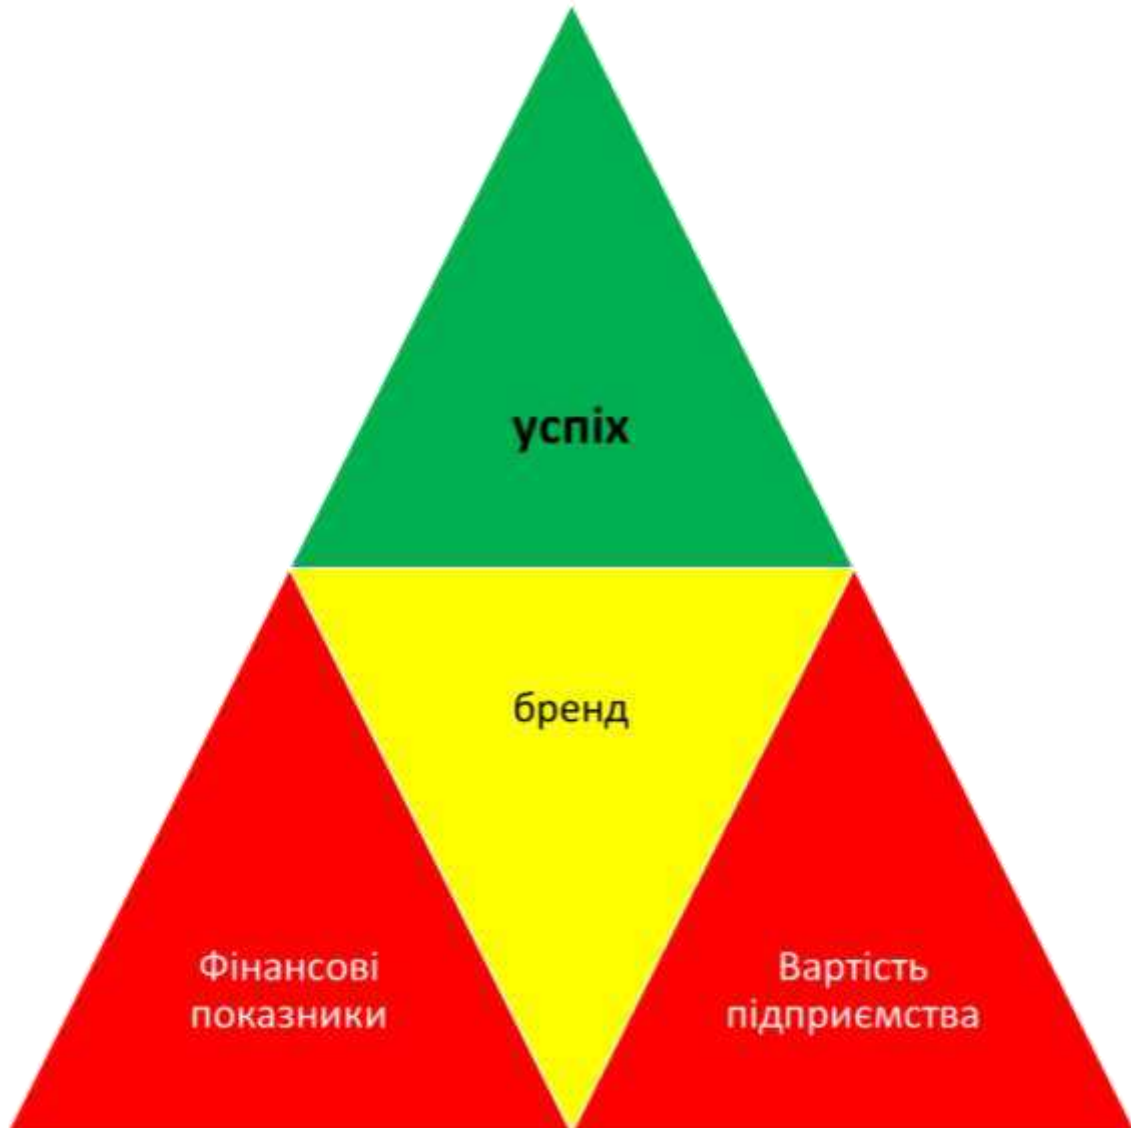 успіх
бренд
Фінансові
показники
Вартість
підприємства